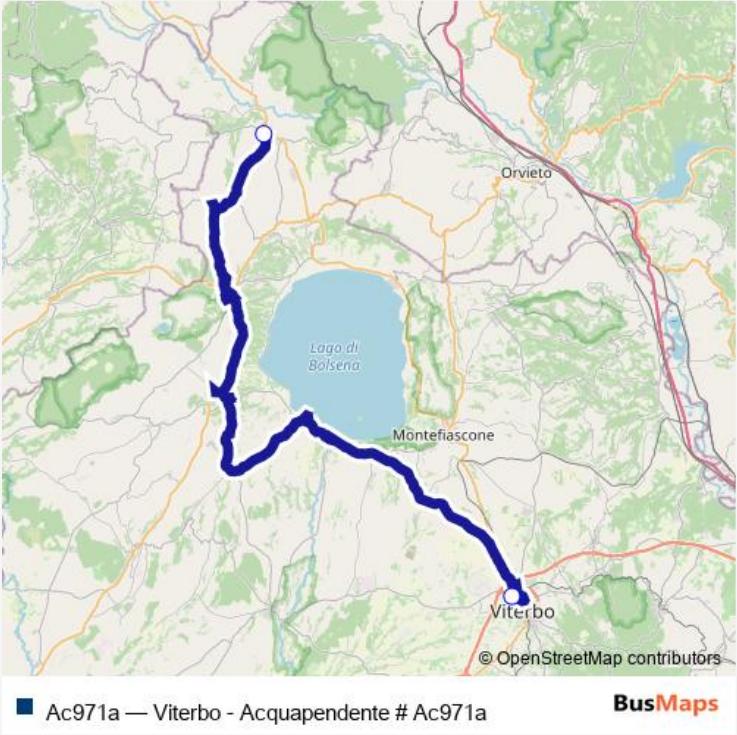 Orvieto
Lago di
Bolsena
Montefiascone
Viterbo
© OpenStreetMap contributors
Ac971a — Viterbo - Acquapendente # Ac971a
BusMaps